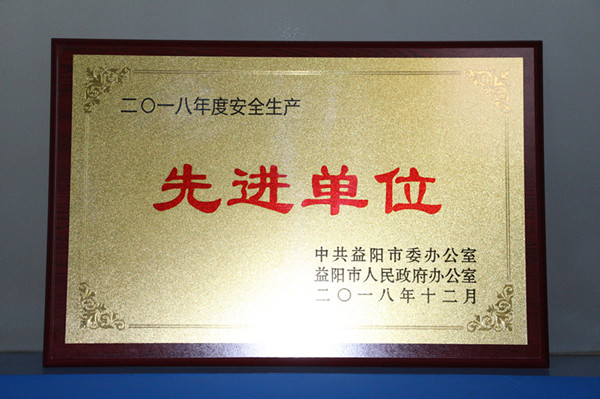 二〇一八年度安全生产
先进单位
中共益阳市委办公室
益阳市人民政府办公室
二〇一八年十二月